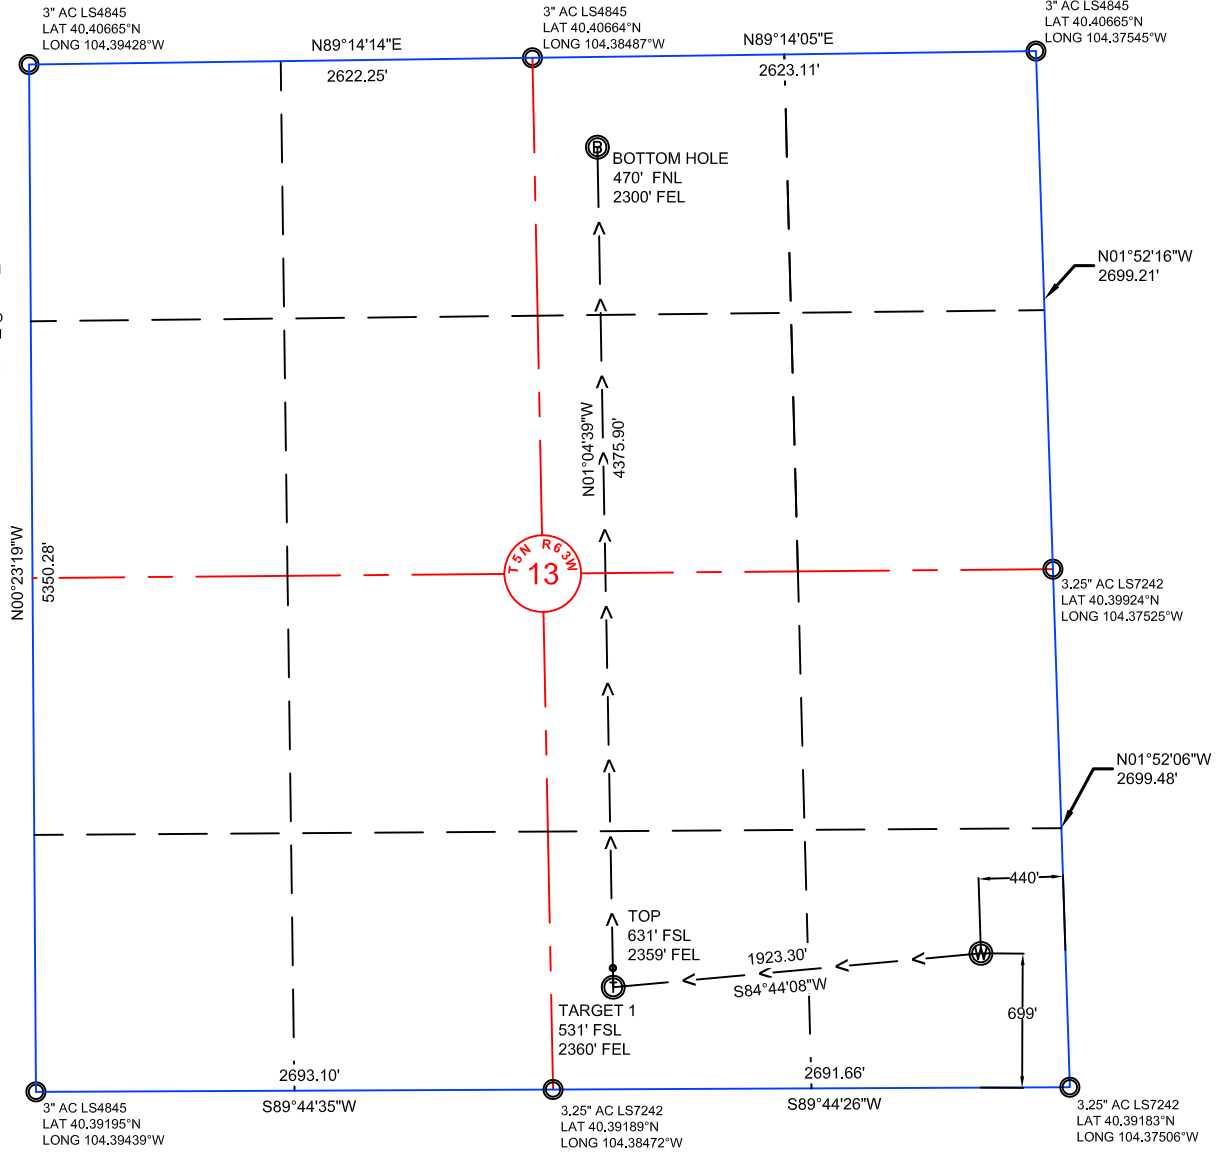 3" AC LS4845
LAT 40.40665°N
LONG 104.39428°W
3" AC LS4845
LAT 40.40664°N
LONG 104.38487°W
3" AC LS4845
LAT 40.40665°N
LONG 104.37545°W
N89°14'14"E
2622.25'
N89°14'05"E
2623.11'
B
BOTTOM HOLE
470' FNL
2300' FEL
N01°52'16"W
2699.21'
N01°04'39"W
4375.90'
N00°23'19"W
5350.28'
T5N R63W
13
3.25" AC LS7242
LAT 40.39924°N
LONG 104.37525°W
N01°52'06"W
2699.48'
440'
TOP
631' FSL
2359' FEL
1923.30'
S84°44'08"W
W
T
TARGET 1
531' FSL
2360' FEL
699'
2693.10'
S89°44'35"W
2691.66'
S89°44'26"W
3" AC LS4845
LAT 40.39195°N
LONG 104.39439°W
3.25" AC LS7242
LAT 40.39189°N
LONG 104.38472°W
3.25" AC LS7242
LAT 40.39183°N
LONG 104.37506°W